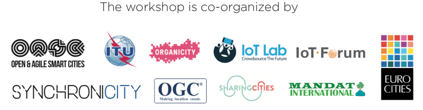 The workshop is co-organized by
OASC
OPEN & AGILE SMART CITIES
ITU
ORGANICITY
IoT Lab
CrowdSource The Future
IoT Forum
EURO
CITIES
SYNCHRONICITY
OGC®
Making location count.
SHARINGCITIES
MANDAT
INTERNATIONAL